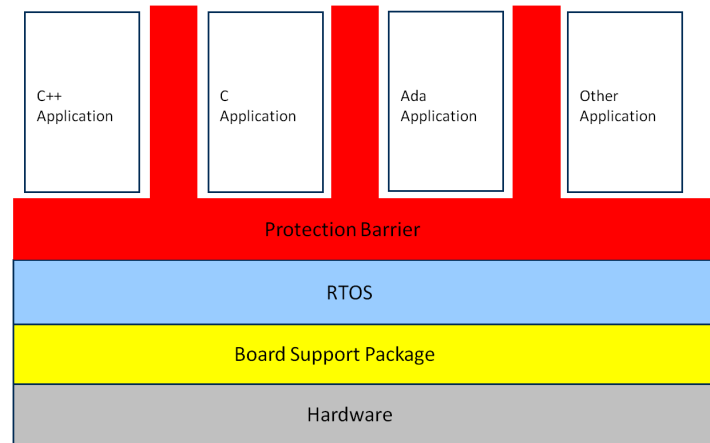 C++
Application
C
Application
Ada
Application
Other
Application
Protection Barrier
RTOS
Board Support Package
Hardware